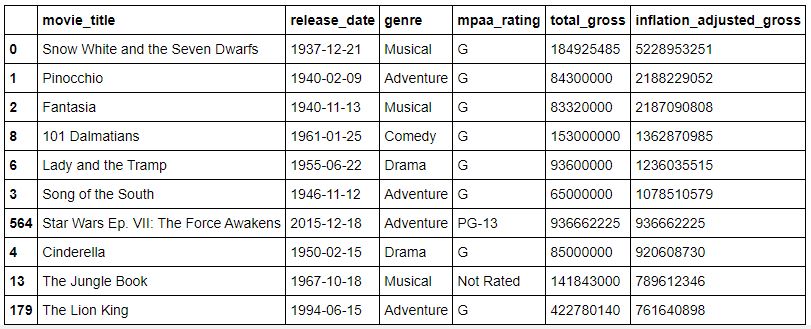 movie_title release_date genre mpaa_rating total_gross inflation_adjusted_gross
0 Snow White and the Seven Dwarfs 1937-12-21 Musical G 184925485 5228953251
1 Pinocchio 1940-02-09 Adventure G 84300000 2188229052
2 Fantasia 1940-11-13 Musical G 83320000 2187090808
8 101 Dalmatians 1961-01-25 Comedy G 153000000 1362870985
6 Lady and the Tramp 1955-06-22 Drama G 93600000 1236035515
3 Song of the South 1946-11-12 Adventure G 65000000 1078510579
564 Star Wars Ep. VII: The Force Awakens 2015-12-18 Adventure PG-13 936662225 936662225
4 Cinderella 1950-02-15 Drama G 85000000 920608730
13 The Jungle Book 1967-10-18 Musical Not Rated 141843000 789612346
179 The Lion King 1994-06-15 Adventure G 422780140 761640898